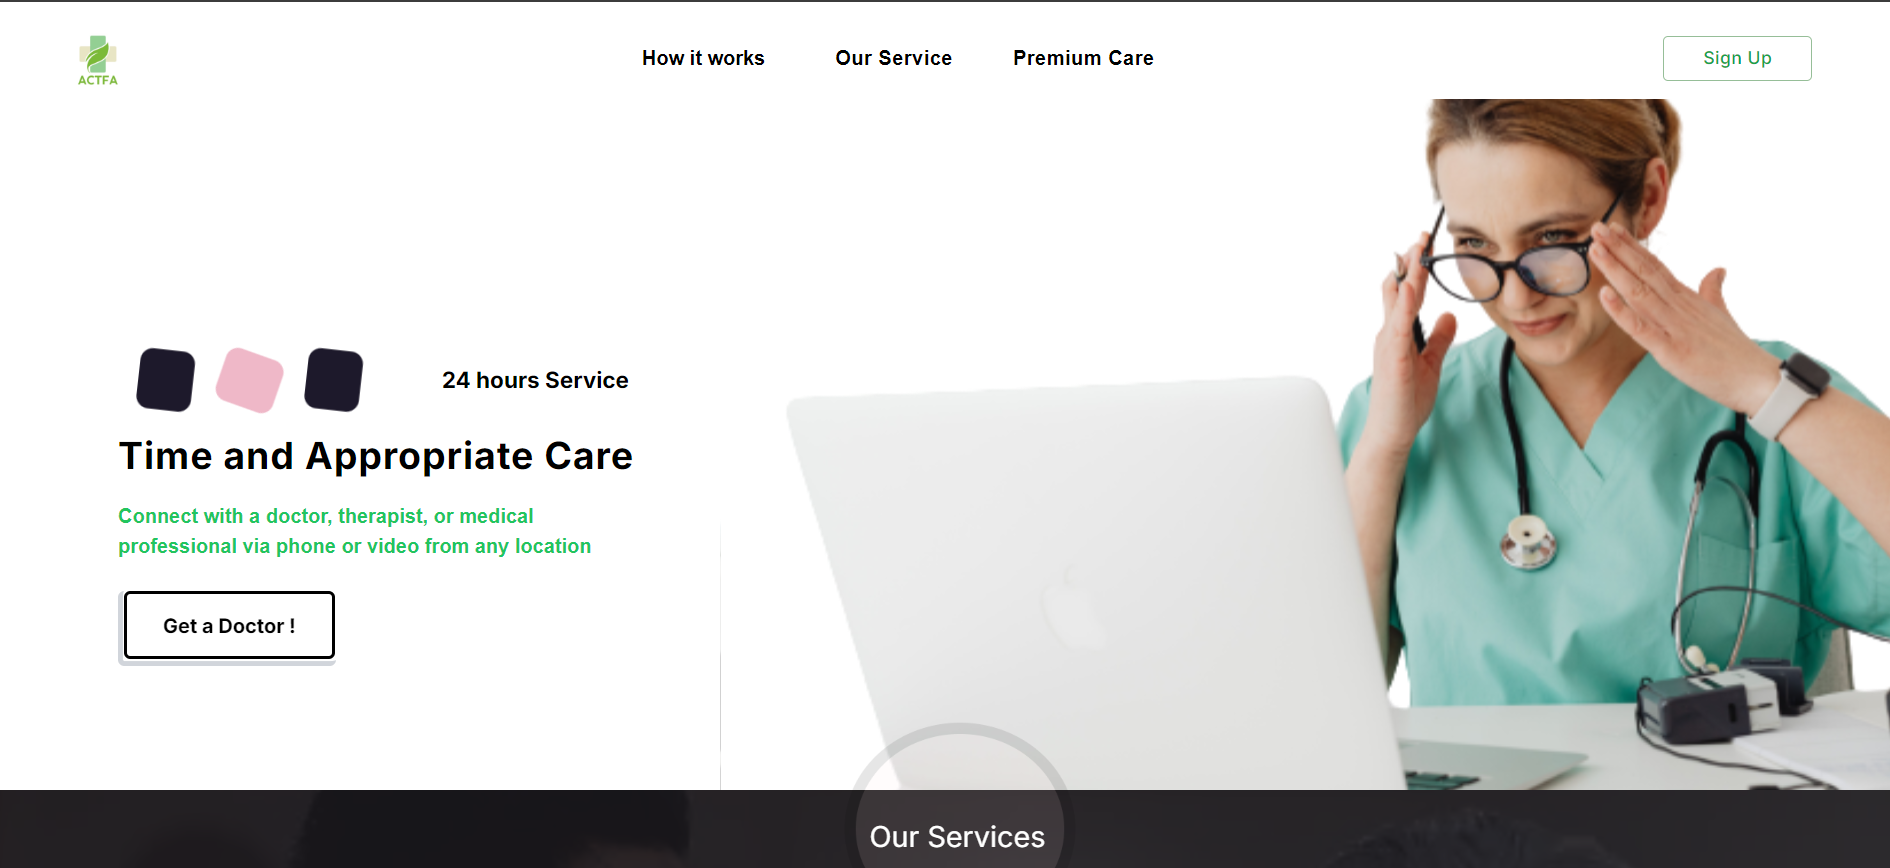 ACTFA
How it works
Our Service
Premium Care
Sign Up
24 hours Service
Time and Appropriate Care
Connect with a doctor, therapist, or medical
professional via phone or video from any location
Get a Doctor !
Our Services